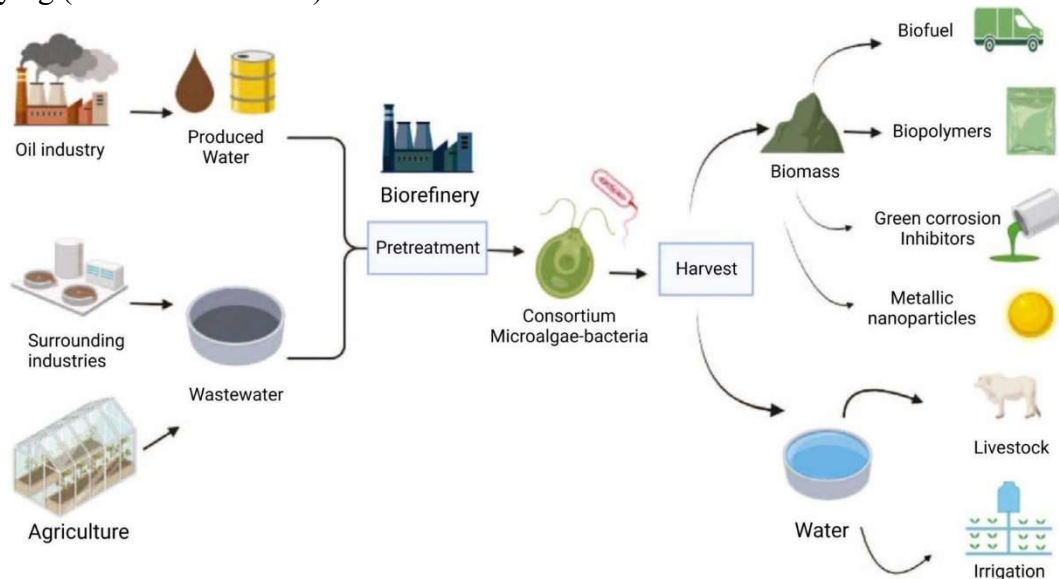 Oil industry
Produced
Water
Surrounding
industries
Wastewater
Agriculture
Biorefinery
Pretreatment
Consortium
Microalgae-bacteria
Harvest
Biomass
Biofuel
Biopolymers
Green corrosion
Inhibitors
Metallic
nanoparticles
Water
Livestock
Irrigation